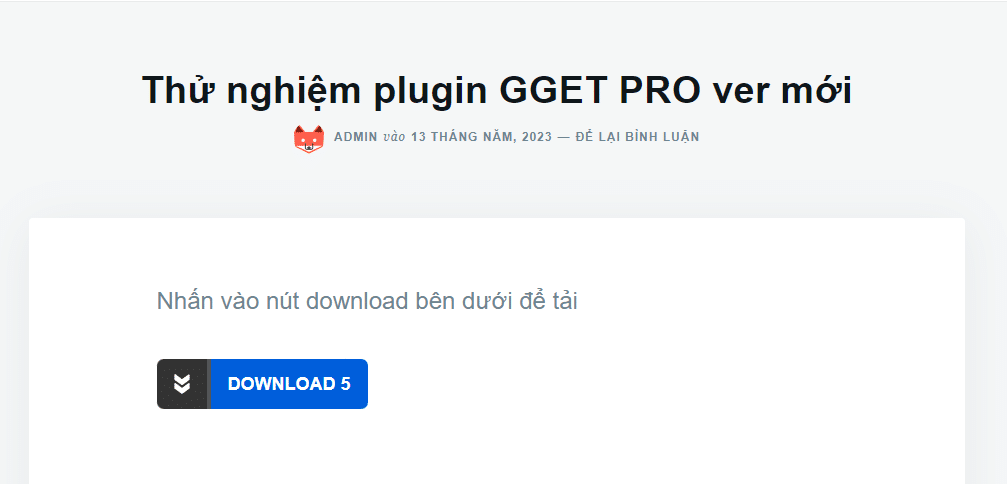 Thử nghiệm plugin GGET PRO ver mới
ADMIN vào 13 THÁNG NĂM, 2023 — ĐỂ LẠI BÌNH LUẬN
Nhấn vào nút download bên dưới để tải
DOWNLOAD 5